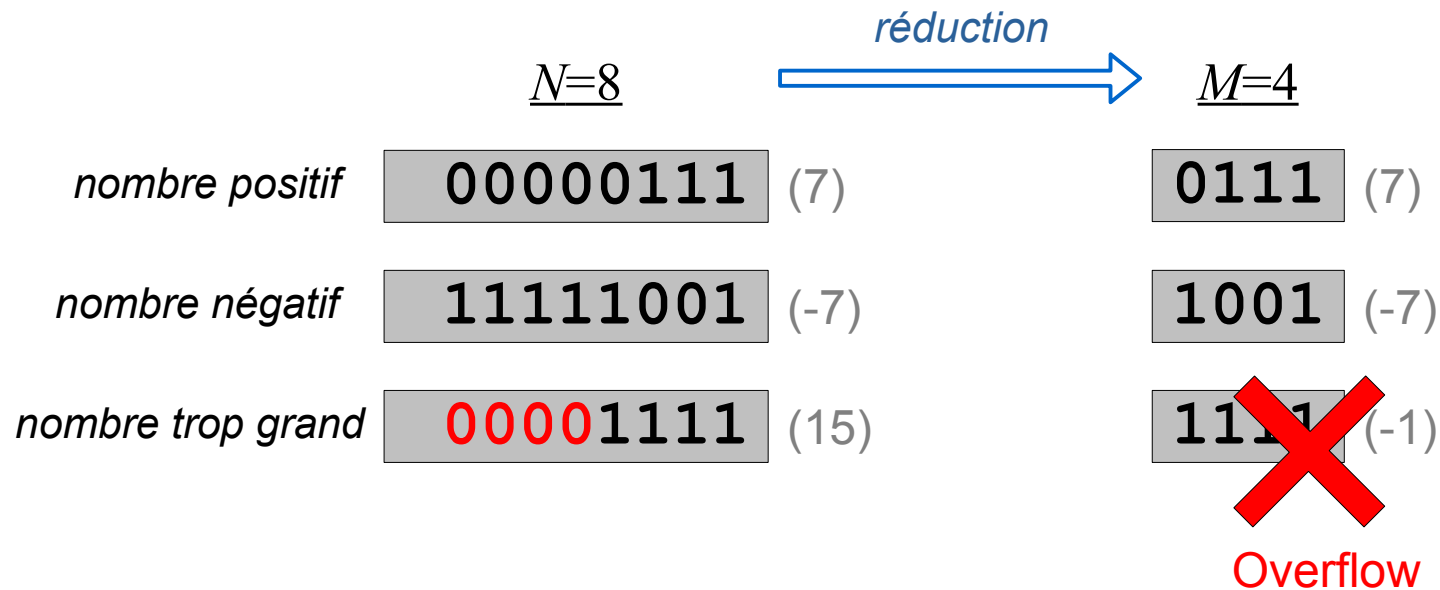 réduction
N=8 M=4
nombre positif 00000111 (7) 0111 (7)
nombre négatif 11111001 (-7) 1001 (-7)
nombre trop grand 00001111 (15) 1111 (-1)
Overflow